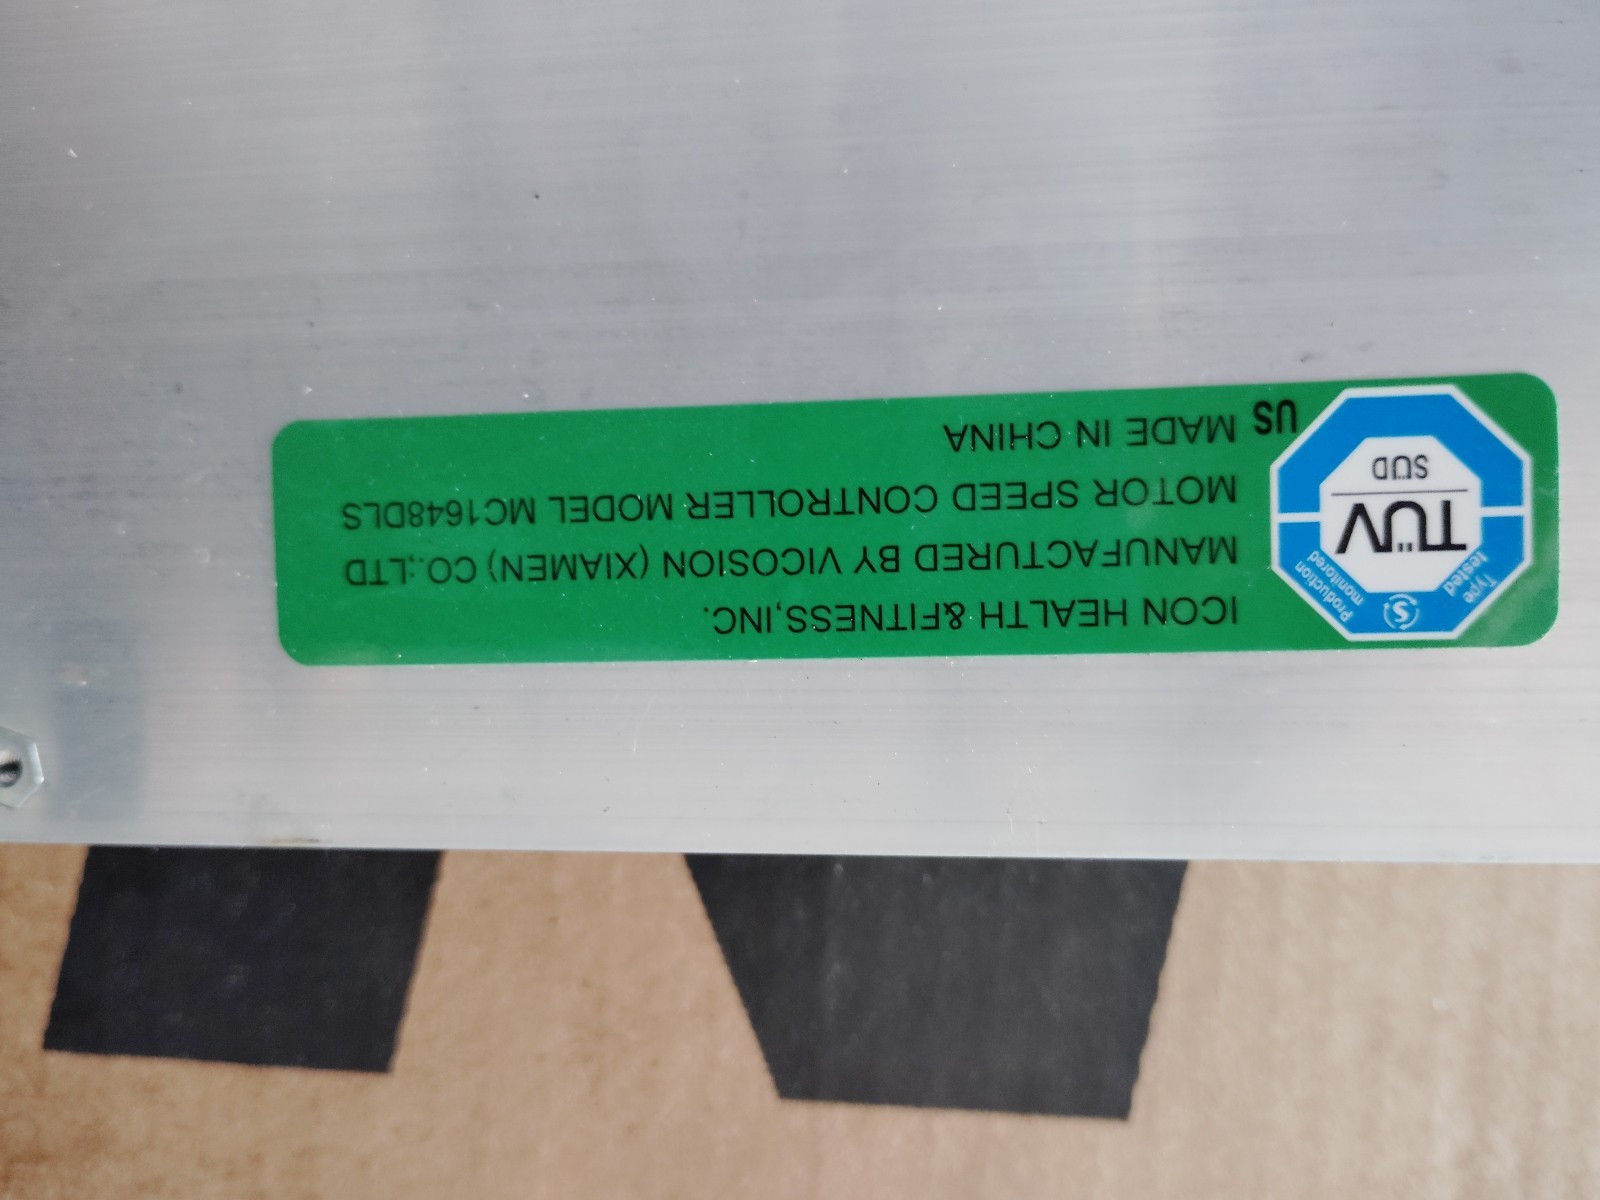 ICON HEALTH &FITNESS,INC.
MANUFACTURED BY VICOSION (XIAMEN) CO.,LTD
MOTOR SPEED CONTROLLER MODEL MC1648DLS
MADE IN CHINA
Type tested
Production monitored
S
TÜV
SÜD
US